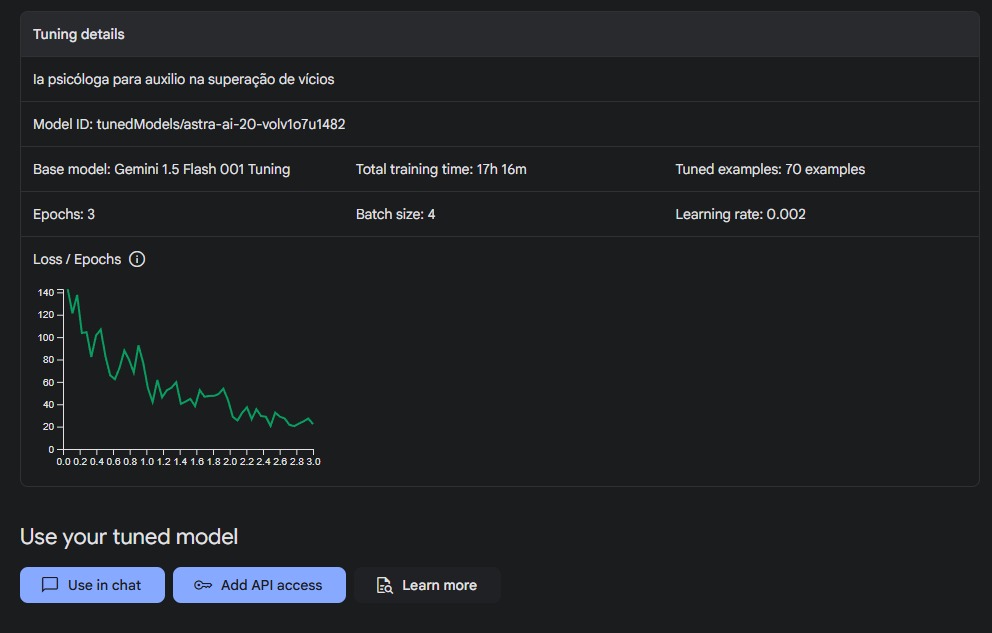 Tuning details
Ia psicóloga para auxilio na superação de vícios
Model ID: tunedModels/astra-ai-20-volv1o7u1482
Base model: Gemini 1.5 Flash 001 Tuning Total training time: 17h 16m Tuned examples: 70 examples
Epochs: 3 Batch size: 4 Learning rate: 0.002
Loss / Epochs
140
120
100
80
60
40
20
0
0.0 0.2 0.4 0.6 0.8 1.0 1.2 1.4 1.6 1.8 2.0 2.2 2.4 2.6 2.8 3.0
Use your tuned model
Use in chat Add API access Learn more